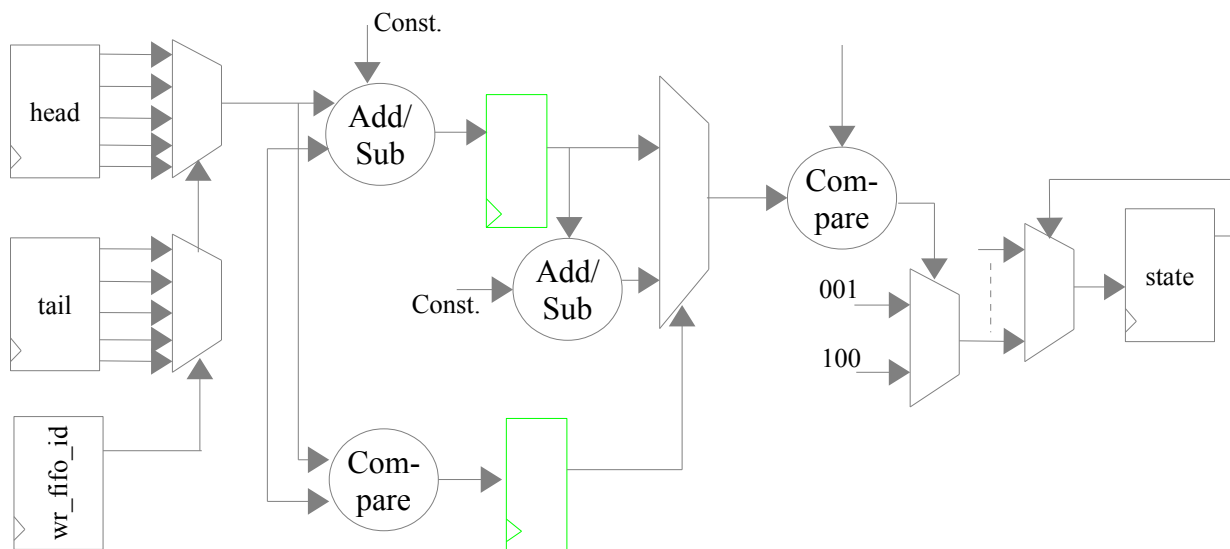 Const.
head
Add/
Sub
Com-
pare
tail
Add/
Sub
Const.
001
100
state
wr_fifo_id
Com-
pare